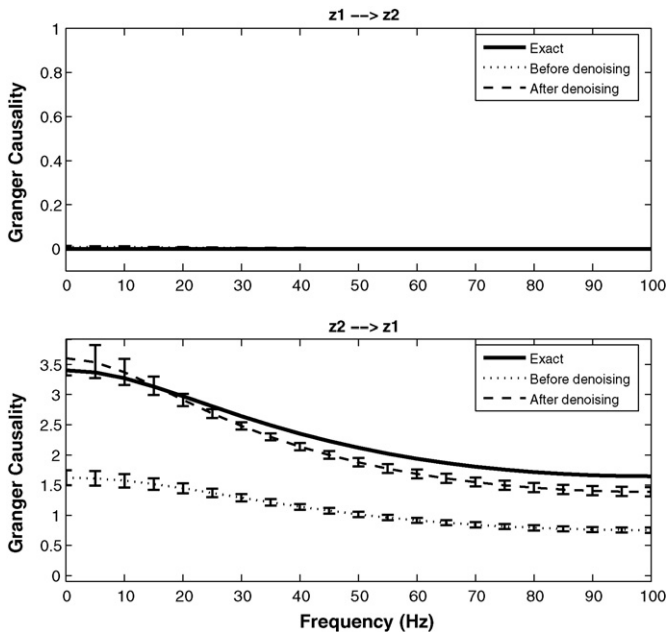 z1 --> z2
Granger Causality
1
0.8
0.6
0.4
0.2
0
0 10 20 30 40 50 60 70 80 90 100
Exact
Before denoising
After denoising
z2 --> z1
Granger Causality
3.5
3
2.5
2
1.5
1
0.5
0
0 10 20 30 40 50 60 70 80 90 100
Exact
Before denoising
After denoising
Frequency (Hz)